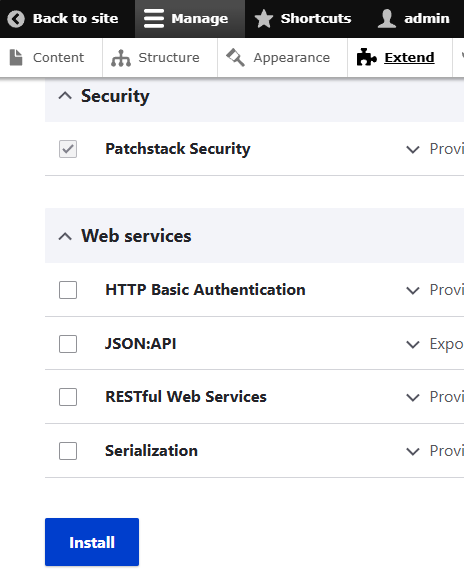 Back to site Manage Shortcuts admin
Content Structure Appearance Extend
Security
Patchstack Security Provi
Web services
HTTP Basic Authentication Provi
JSON:API Expo
RESTful Web Services Provi
Serialization Provi
Install